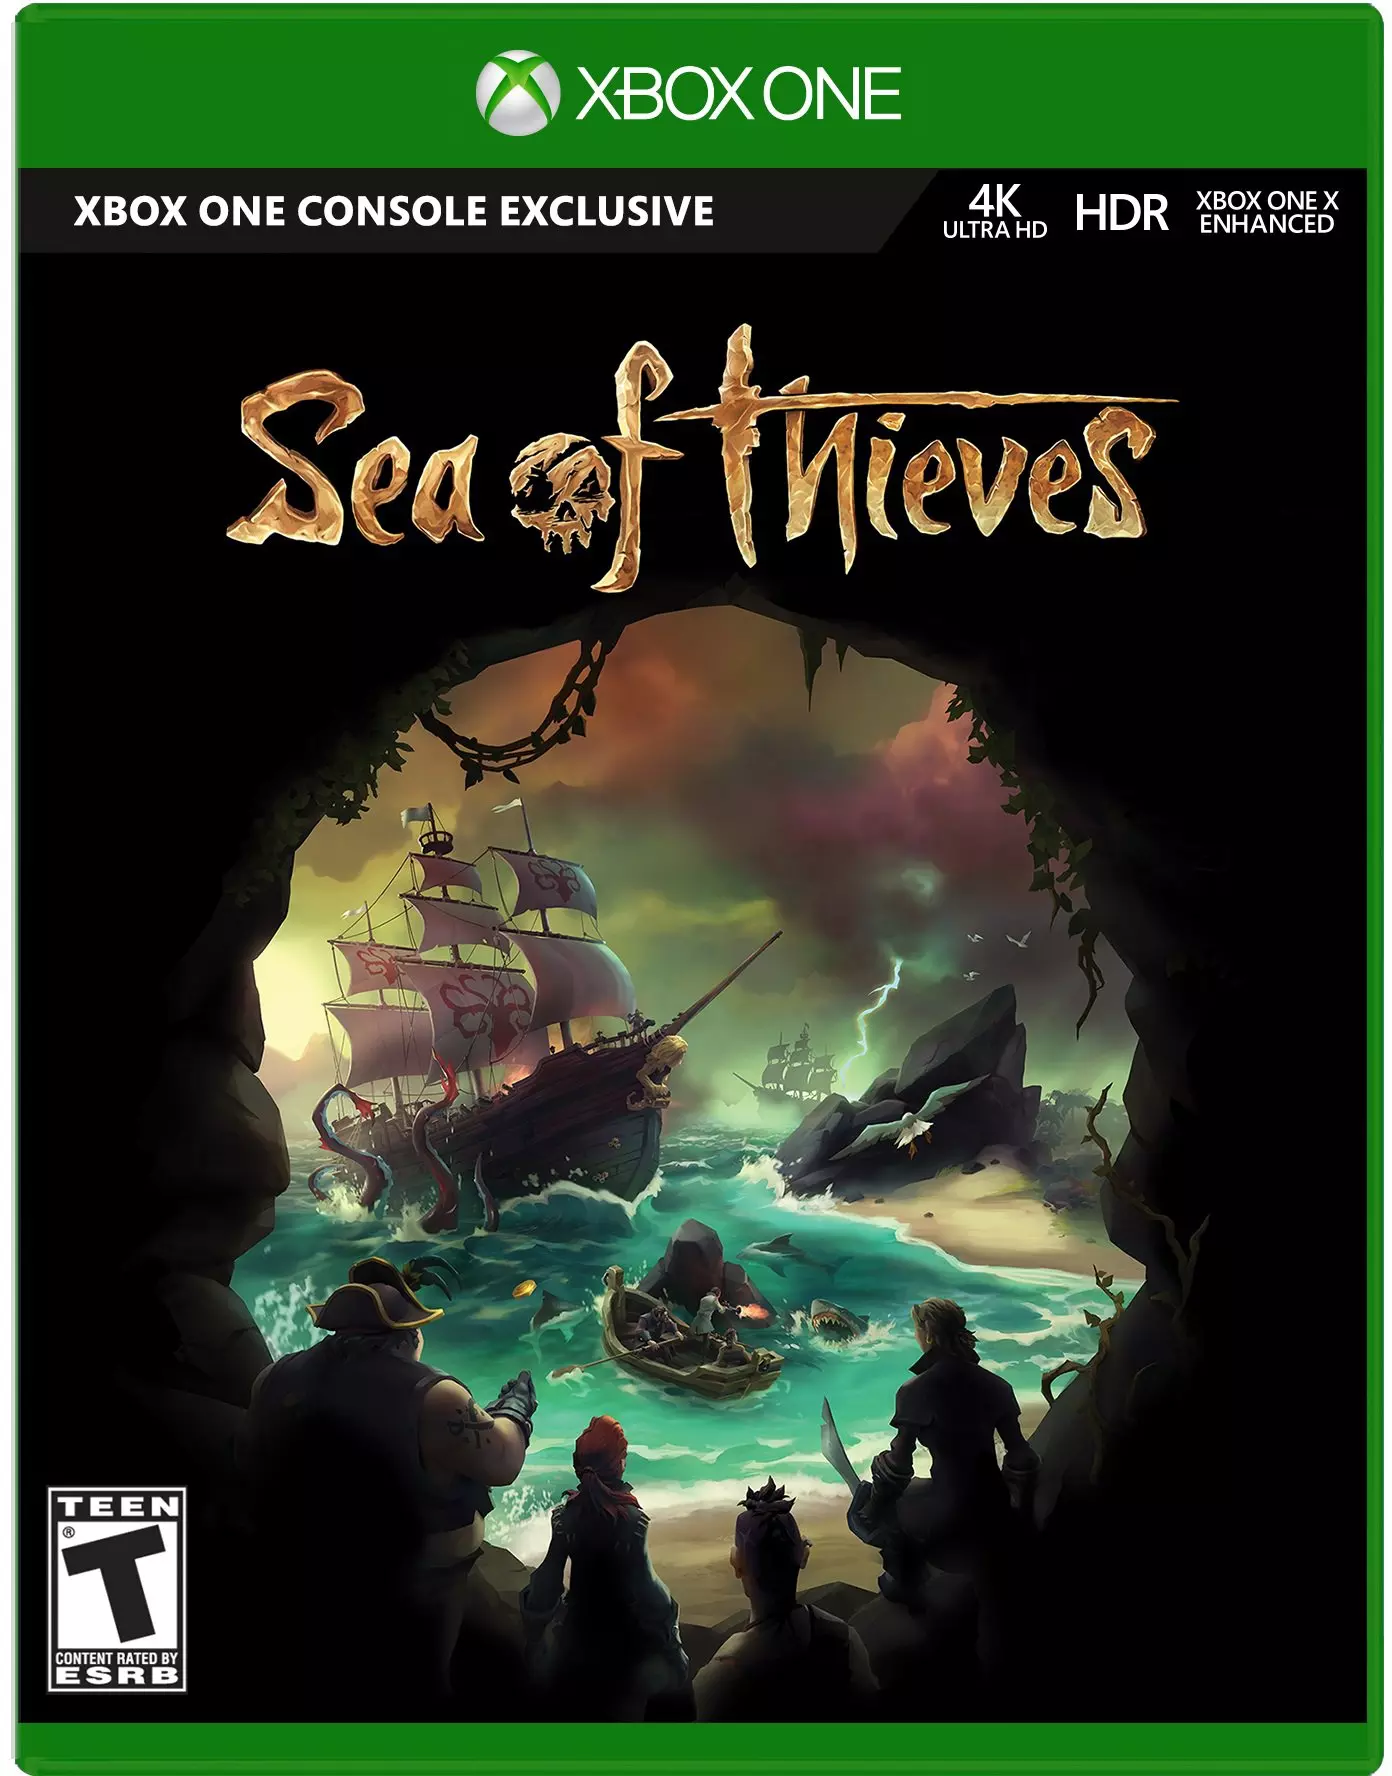 XBOX ONE
XBOX ONE CONSOLE EXCLUSIVE
4K
ULTRA HD
HDR
XBOX ONE X
ENHANCED
Sea of Thieves
TEEN
®
T
CONTENT RATED BY
ESRB